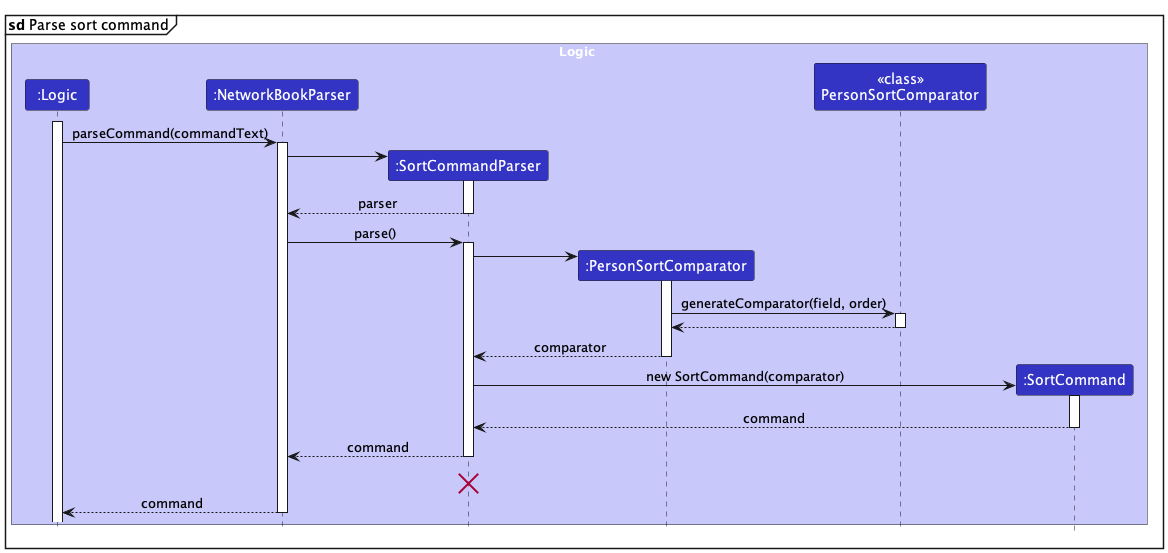 sd Parse sort command
Logic
:Logic
:NetworkBookParser
«class»
PersonSortComparator
parseCommand(commandText)
:SortCommandParser
parser
parse()
:PersonSortComparator
generateComparator(field, order)
comparator
new SortCommand(comparator)
:SortCommand
command
command
command